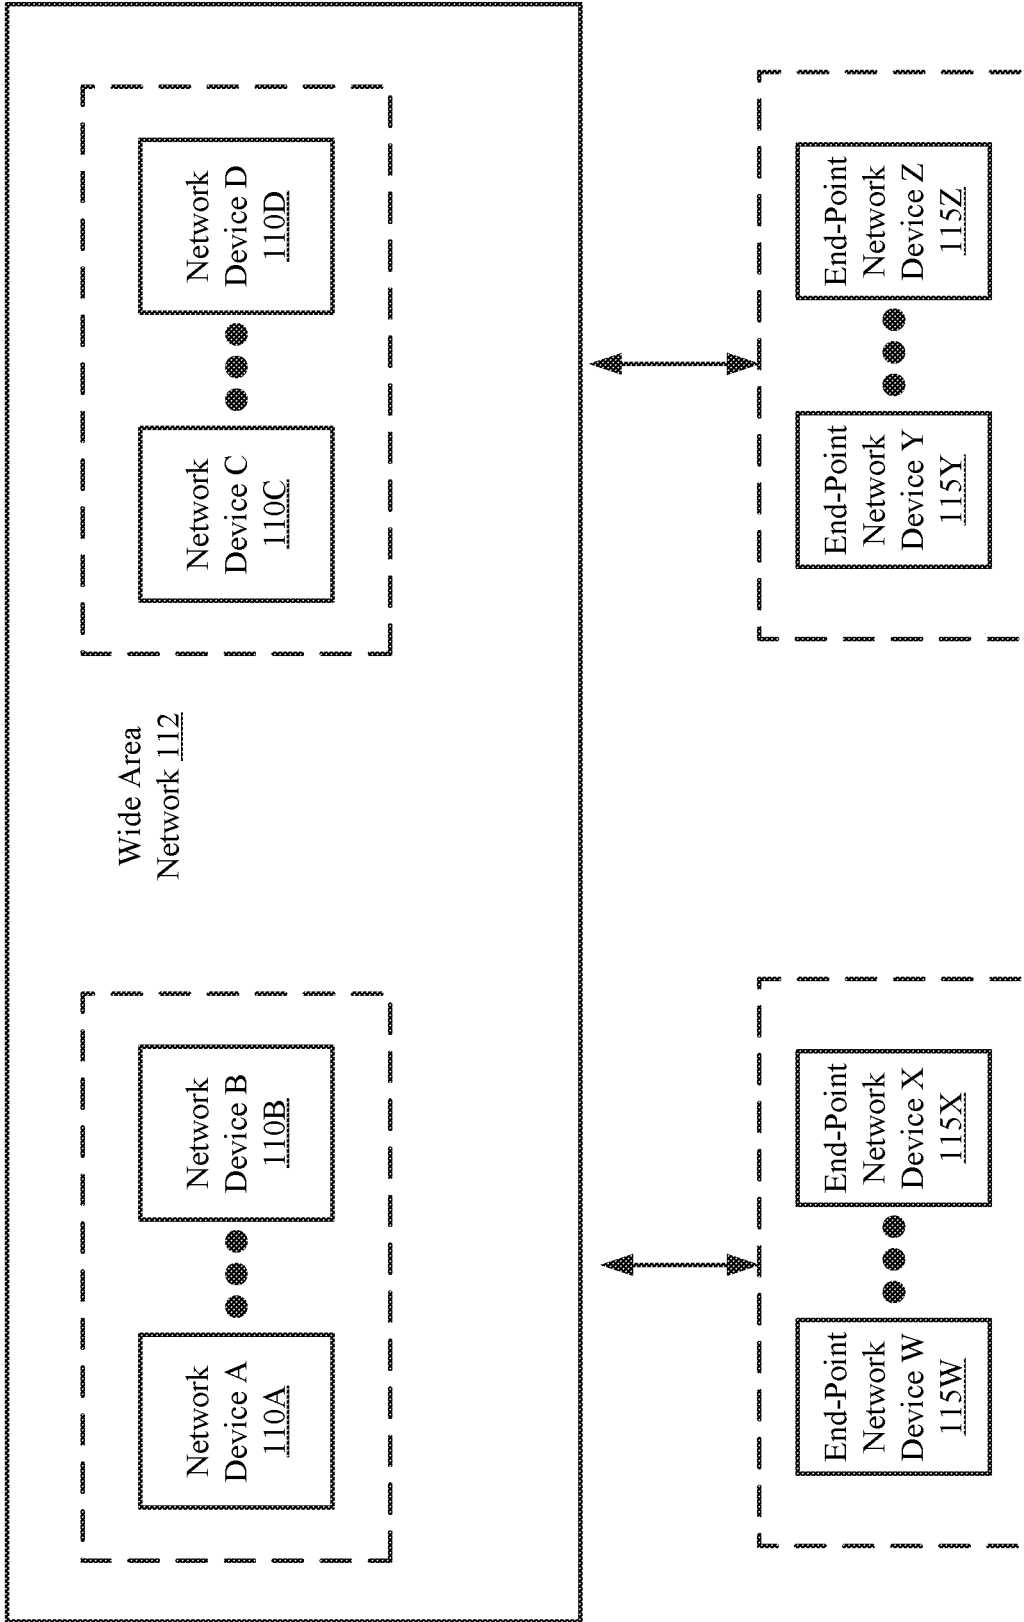 Wide Area
Network 112
Network
Device A
110A
Network
Device B
110B
Network
Device C
110C
Network
Device D
110D
End-Point
Network
Device W
115W
End-Point
Network
Device X
115X
End-Point
Network
Device Y
115Y
End-Point
Network
Device Z
115Z